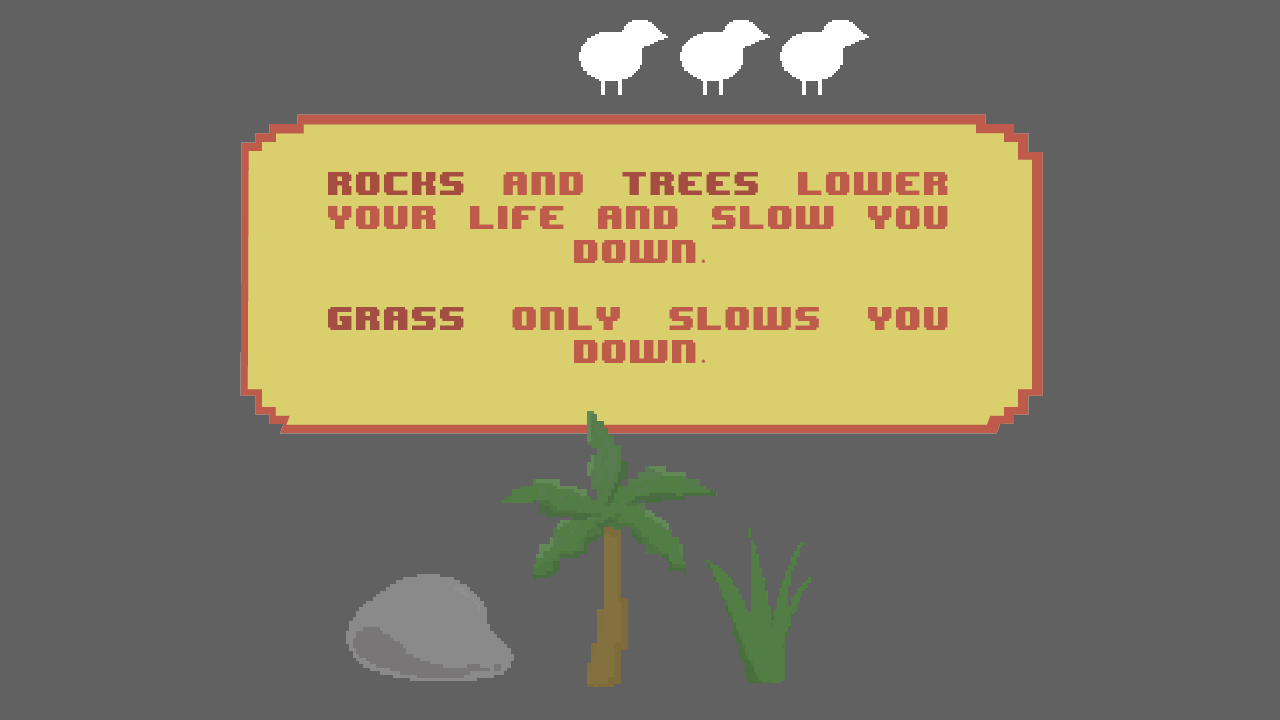 ROCKS AND TREES LOWER
YOUR LIFE AND SLOW YOU
DOWN.
GRASS ONLY SLOWS YOU
DOWN.